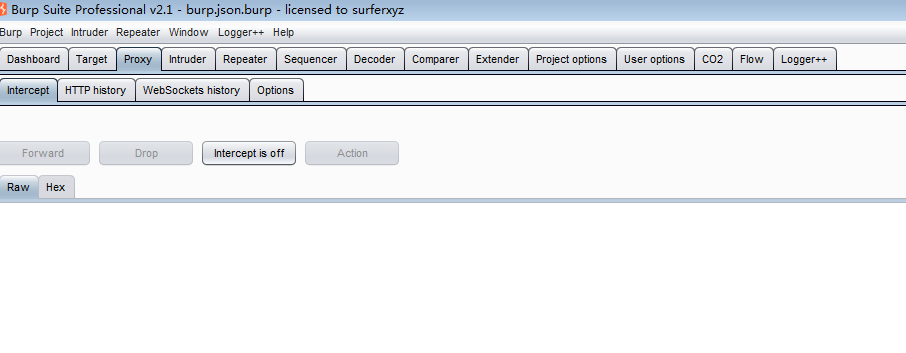 Burp Suite Professional v2.1 - burp.json.burp - licensed to surferxyz
Burp Project Intruder Repeater Window Logger++ Help
Dashboard Target Proxy Intruder Repeater Sequencer Decoder Comparer Extender Project options User options CO2 Flow Logger++
Intercept HTTP history WebSockets history Options
Forward Drop Intercept is off Action
Raw Hex